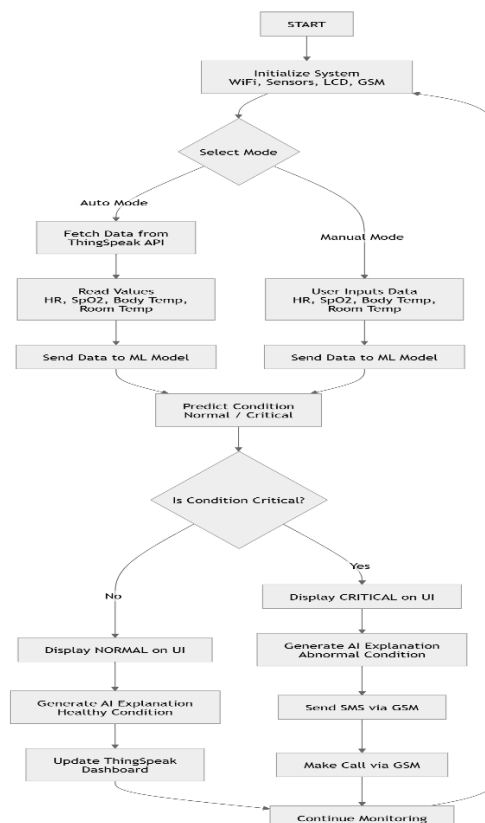 START
Initialize System
WiFi, Sensors, LCD, GSM
Select Mode
Auto Mode
Manual Mode
Fetch Data from
ThingSpeak API
Read Values
HR, SpO2, Body Temp,
Room Temp
User Inputs Data
HR, SpO2, Body Temp,
Room Temp
Send Data to ML Model
Send Data to ML Model
Predict Condition
Normal / Critical
Is Condition Critical?
No
Yes
Display NORMAL on UI
Generate AI Explanation
Healthy Condition
Update ThingSpeak
Dashboard
Display CRITICAL on UI
Generate AI Explanation
Abnormal Condition
Send SMS via GSM
Make Call via GSM
Continue Monitoring